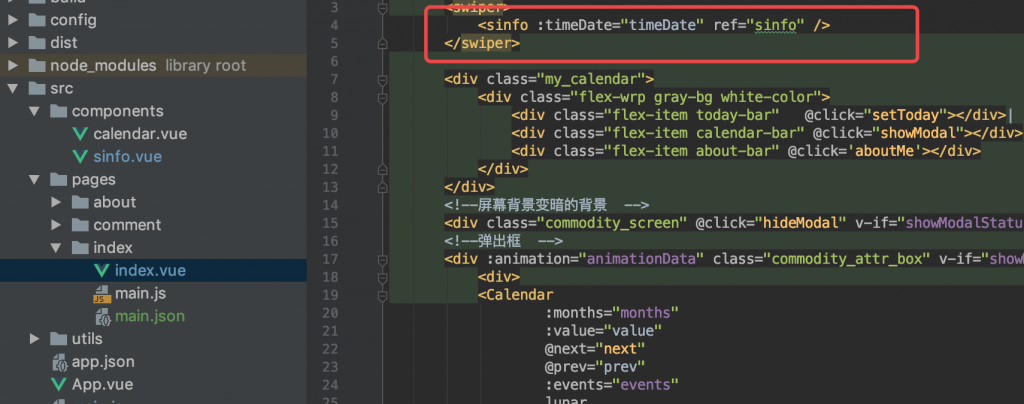 build
config
dist
node_modules library root
src
components
calendar.vue
sinfo.vue
pages
about
comment
index
index.vue
main.js
main.json
utils
app.json
App.vue
3 <swiper>
4 <sinfo :timeDate="timeDate" ref="sinfo" />
5 </swiper>
6
7 <div class="my_calendar">
8 <div class="flex-wrp gray-bg white-color">
9 <div class="flex-item today-bar" @click="setToday"></div>
10 <div class="flex-item calendar-bar" @click="showModal"></div>
11 <div class="flex-item about-bar" @click='aboutMe'></div>
12 </div>
13 </div>
14 <!--屏幕背景变暗的背景 -->
15 <div class="commodity_screen" @click="hideModal" v-if="showModalStatu
16 <!--弹出框 -->
17 <div :animation="animationData" class="commodity_attr_box" v-if="show
18 <div>
19 <Calendar
20 :months="months"
21 :value="value"
22 @next="next"
23 @prev="prev"
24 :events="events"
25 lunar